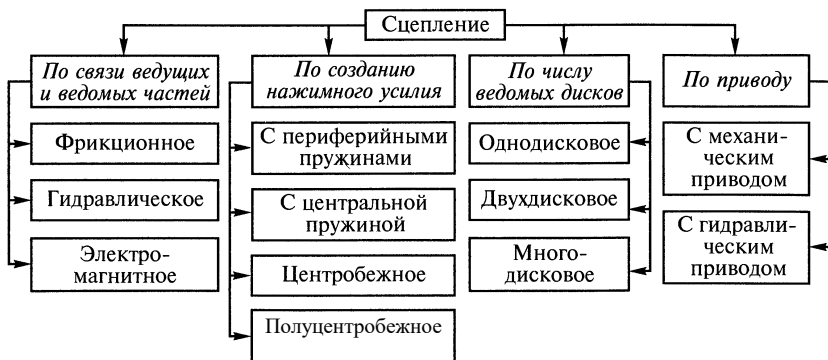 Сцепление
По связи ведущих
и ведомых частей
Фрикционное
Гидравлическое
Электро-
магнитное
По созданию
нажимного усилия
С периферийными
пружинами
С центральной
пружиной
Центробежное
Полуцентробежное
По числу
ведомых дисков
Однодисковое
Двухдисковое
Много-
дисковое
По приводу
С механи-
ческим
приводом
С гидравли-
ческим
приводом